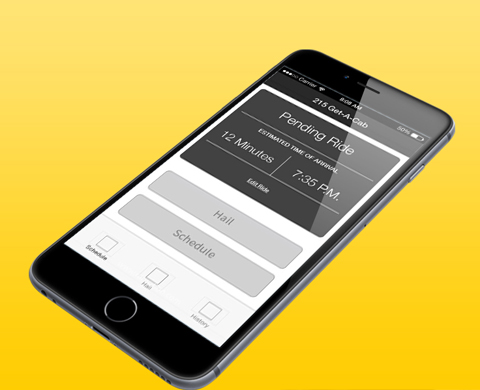 Carrier
8:08 AM
50%
215 Get-A-Cab
Pending Ride
ESTIMATED TIME OF ARRIVAL
12 Minutes
7:35 P.M.
Edit Ride
Hail
Schedule
Schedule
Hail
History